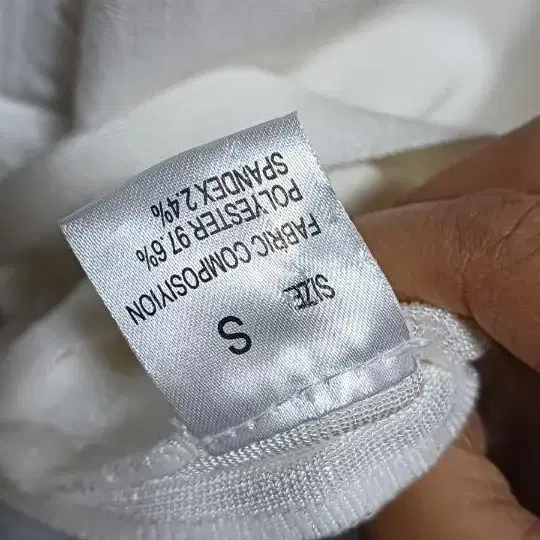 S
SIZE
FABRIC COMPOSIYION
POLYESTER 97.6%
SPANDEX 2.4%